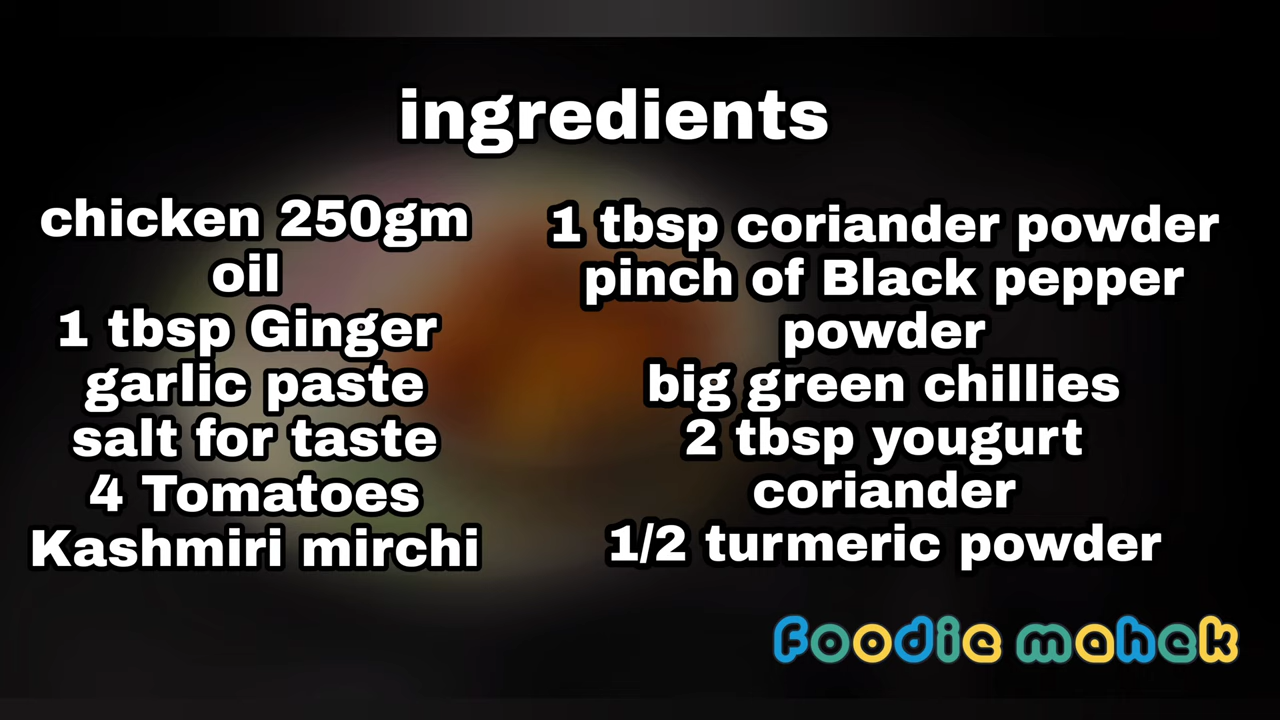 ingredients
chicken 250gm
oil
1 tbsp Ginger
garlic paste
salt for taste
4 Tomatoes
Kashmiri mirchi
1 tbsp coriander powder
pinch of Black pepper
powder
big green chillies
2 tbsp yougurt
coriander
1/2 turmeric powder
foodie mahek